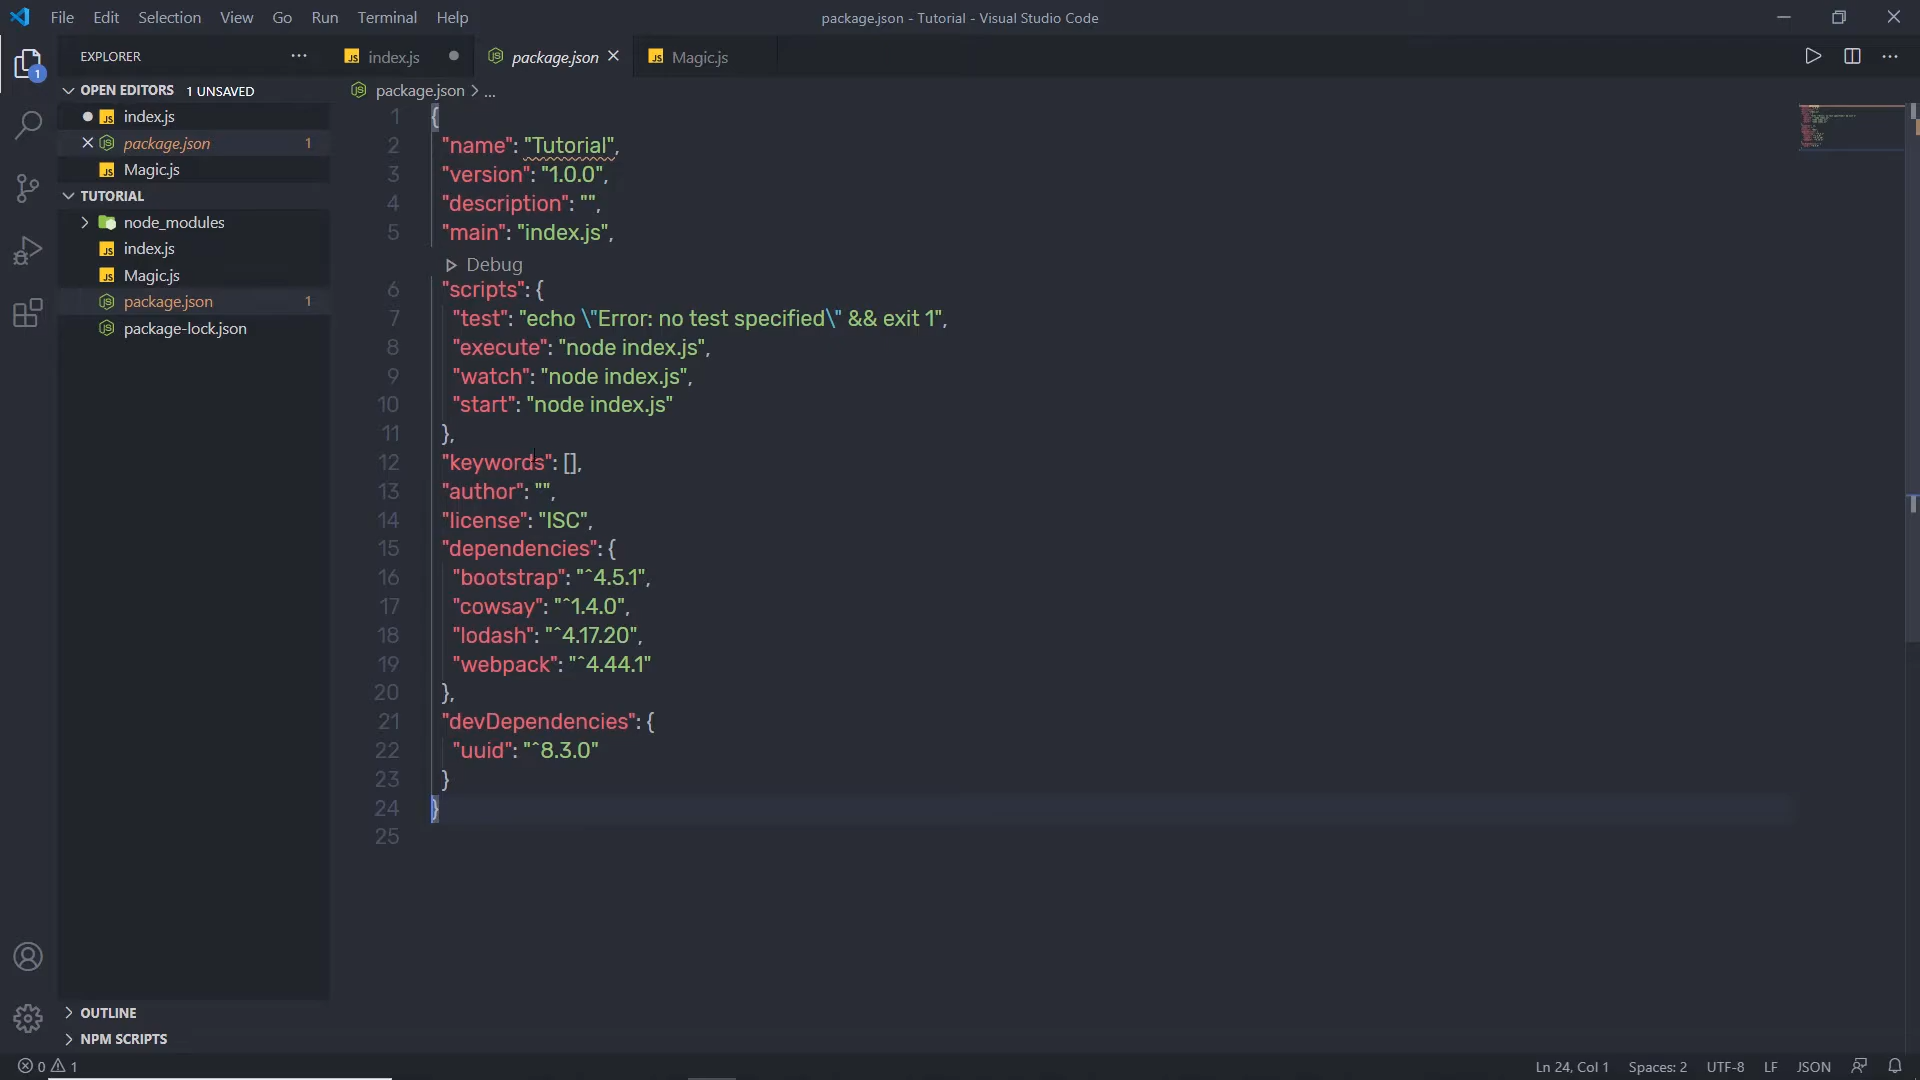 File Edit Selection View Go Run Terminal Help
package.json - Tutorial - Visual Studio Code
EXPLORER
index.js
package.json
Magic.js
OPEN EDITORS 1 UNSAVED
index.js
package.json 1
Magic.js
TUTORIAL
node_modules
index.js
Magic.js
package.json 1
package-lock.json
OUTLINE
NPM SCRIPTS
1
package.json > ...
1 {
2 "name": "Tutorial",
3 "version": "1.0.0",
4 "description": "",
5 "main": "index.js",
Debug
6 "scripts": {
7 "test": "echo \"Error: no test specified\" && exit 1",
8 "execute": "node index.js",
9 "watch": "node index.js",
10 "start": "node index.js"
11 },
12 "keywords": [],
13 "author": "",
14 "license": "ISC",
15 "dependencies": {
16 "bootstrap": "^4.5.1",
17 "cowsay": "^1.4.0",
18 "lodash": "^4.17.20",
19 "webpack": "^4.44.1"
20 },
21 "devDependencies": {
22 "uuid": "^8.3.0"
23 }
24 }
25
0 1
Ln 24, Col 1 Spaces: 2 UTF-8 LF JSON